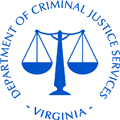 DEPARTMENT OF CRIMINAL JUSTICE SERVICES
- VIRGINIA -